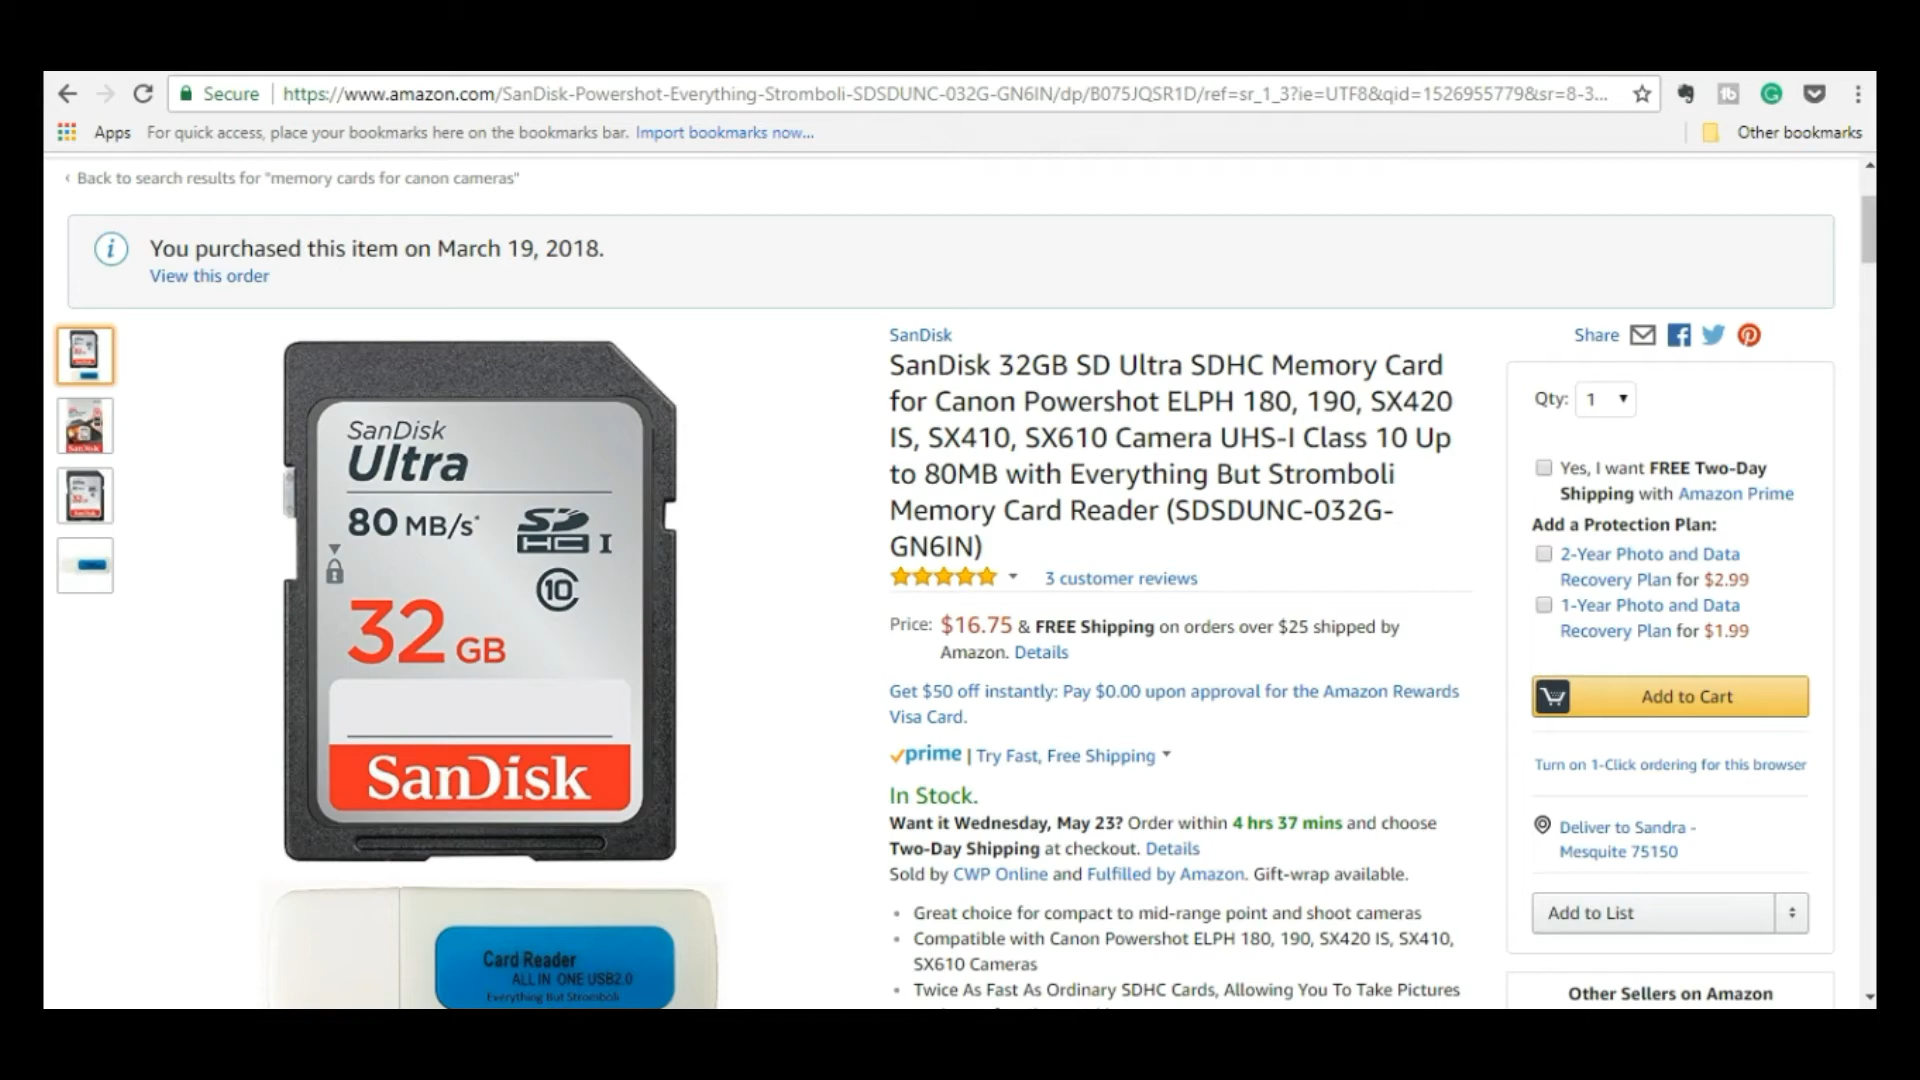 Secure
https://www.amazon.com/SanDisk-Powershot-Everything-Stromboli-SDSDUNC-032G-GN6IN/dp/B075JQSR1D/ref=sr_1_3?ie=UTF8&qid=1526955779&sr=8-3...
Apps
For quick access, place your bookmarks here on the bookmarks bar. Import bookmarks now...
Other bookmarks
‹ Back to search results for "memory cards for canon cameras"
You purchased this item on March 19, 2018.
View this order
SanDisk
Ultra
80 MB/s*
SD HC I
10
32 GB
SanDisk
Card Reader
ALL IN ONE USB2.0
Everything But Stromboli
SanDisk
SanDisk 32GB SD Ultra SDHC Memory Card
for Canon Powershot ELPH 180, 190, SX420
IS, SX410, SX610 Camera UHS-I Class 10 Up
to 80MB with Everything But Stromboli
Memory Card Reader (SDSDUNC-032G-
GN6IN)
3 customer reviews
Price: $16.75 & FREE Shipping on orders over $25 shipped by
Amazon. Details
Get $50 off instantly: Pay $0.00 upon approval for the Amazon Rewards
Visa Card.
prime | Try Fast, Free Shipping
In Stock.
Want it Wednesday, May 23? Order within 4 hrs 37 mins and choose
Two-Day Shipping at checkout. Details
Sold by CWP Online and Fulfilled by Amazon. Gift-wrap available.
• Great choice for compact to mid-range point and shoot cameras
• Compatible with Canon Powershot ELPH 180, 190, SX420 IS, SX410,
SX610 Cameras
• Twice As Fast As Ordinary SDHC Cards, Allowing You To Take Pictures
Share
Qty: 1
Yes, I want FREE Two-Day
Shipping with Amazon Prime
Add a Protection Plan:
2-Year Photo and Data
Recovery Plan for $2.99
1-Year Photo and Data
Recovery Plan for $1.99
Add to Cart
Turn on 1-Click ordering for this browser
Deliver to Sandra -
Mesquite 75150
Add to List
Other Sellers on Amazon